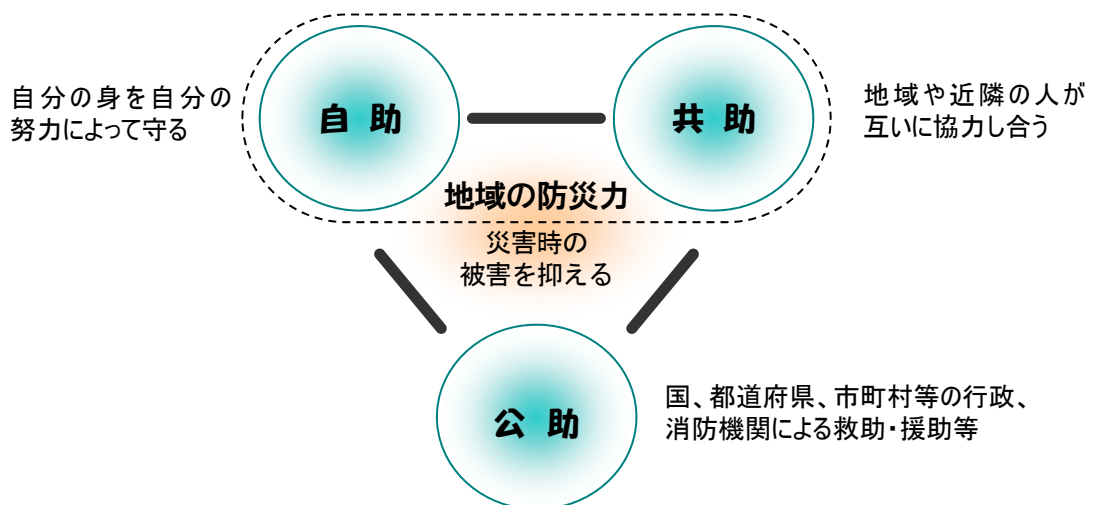 自分の身を自分の
努力によって守る
自助
共助
地域や近隣の人が
互いに協力し合う
地域の防災力
災害時の
被害を抑える
公助
国、都道府県、市町村等の行政、
消防機関による救助・援助等